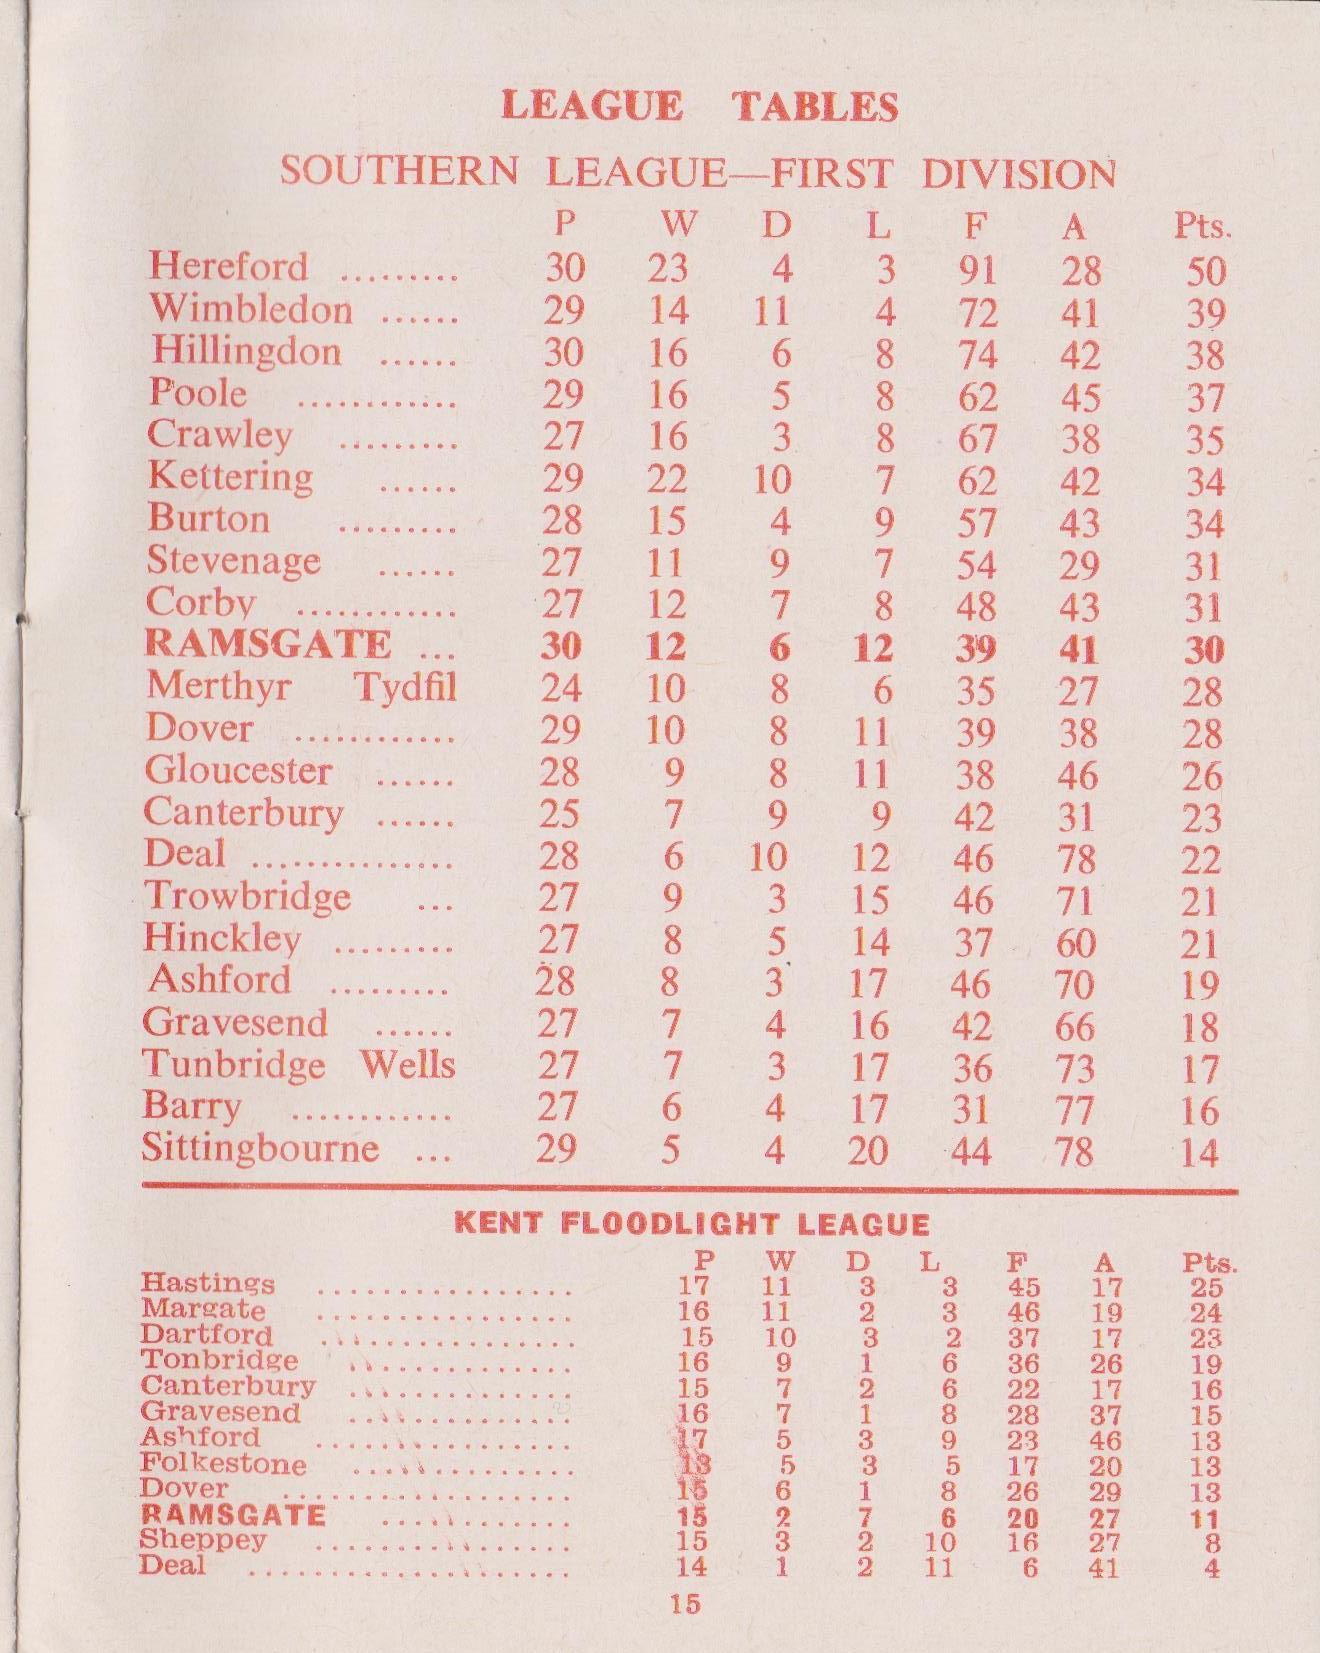 LEAGUE TABLES
SOUTHERN LEAGUE—FIRST DIVISION
P W D L F A Pts.
Hereford ......... 30 23 4 3 91 28 50
Wimbledon ...... 29 14 11 4 72 41 39
Hillingdon ...... 30 16 6 8 74 42 38
Poole ............ 29 16 5 8 62 45 37
Crawley ......... 27 16 3 8 67 38 35
Kettering ...... 29 22 10 7 62 42 34
Burton ......... 28 15 4 9 57 43 34
Stevenage ...... 27 11 9 7 54 29 31
Corby ............ 27 12 7 8 48 43 31
RAMSGATE ... 30 12 6 12 39 41 30
Merthyr Tydfil 24 10 8 6 35 27 28
Dover ............ 29 10 8 11 39 38 28
Gloucester ...... 28 9 8 11 38 46 26
Canterbury ...... 25 7 9 9 42 31 23
Deal ............... 28 6 10 12 46 78 22
Trowbridge ... 27 9 3 15 46 71 21
Hinckley ......... 27 8 5 14 37 60 21
Ashford ......... 28 8 3 17 46 70 19
Gravesend ...... 27 7 4 16 42 66 18
Tunbridge Wells 27 7 3 17 36 73 17
Barry ............ 27 6 4 17 31 77 16
Sittingbourne ... 29 5 4 20 44 78 14
KENT FLOODLIGHT LEAGUE
P W D L F A Pts.
Hastings ................. 17 11 3 3 45 17 25
Margate ................. 16 11 2 3 46 19 24
Dartford ................. 15 10 3 2 37 17 23
Tonbridge ............... 16 9 1 6 36 26 19
Canterbury ............... 15 7 2 6 22 17 16
Gravesend ............... 16 7 1 8 28 37 15
Ashford ................. 17 5 3 9 23 46 13
Folkestone ............... 13 5 3 5 17 20 13
Dover ................... 15 6 1 8 26 29 13
RAMSGATE ............. 15 2 7 6 20 27 11
Sheppey ................. 15 3 2 10 16 27 8
Deal ..................... 14 1 2 11 6 41 4
15